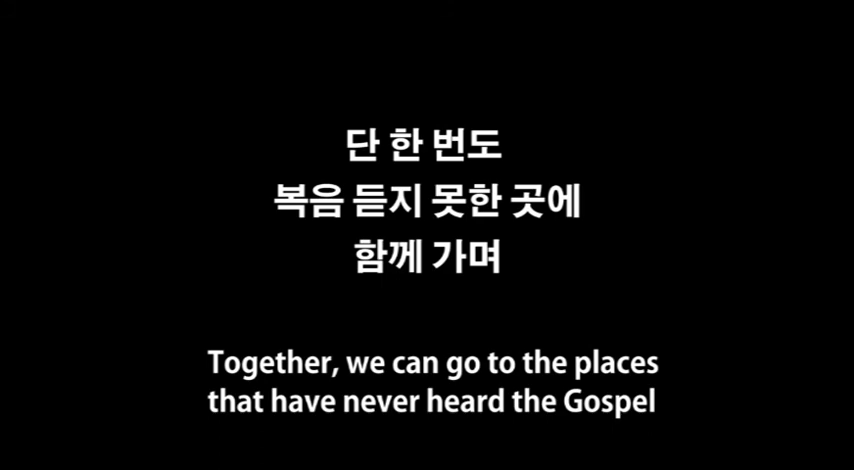 단 한 번도
복음 듣지 못한 곳에
함께 가며
Together, we can go to the places
that have never heard the Gospel